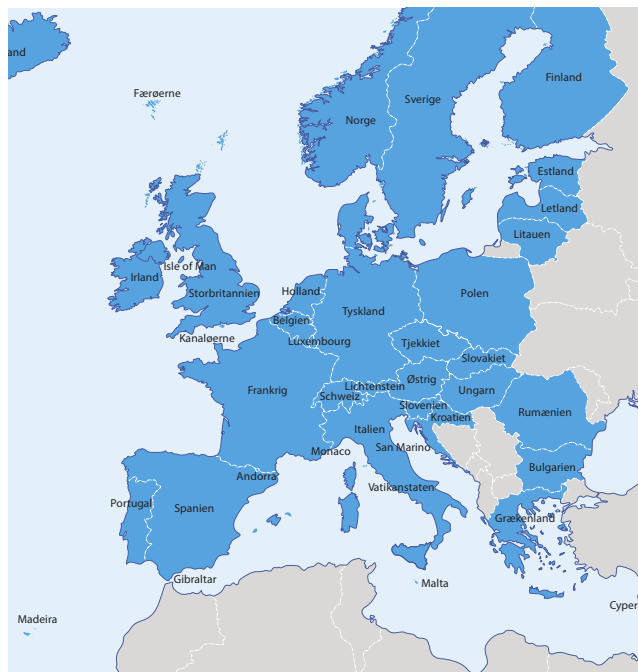 and
Færøerne
Finland
Sverige
Norge
Estland
Letland
Litauen
Isle of Man
Irland
Holland
Storbritannien
Polen
Tyskland
Belgien
Kanaløerne
Luxembourg
Tjekkiet
Slovakiet
Østrig
Lichtenstein
Frankrig
Schweiz
Ungarn
Slovenien
Rumænien
Kroatien
Italien
San Marino
Monaco
Bulgarien
Andorra
Vatikanstaten
Portugal
Spanien
Grækenland
Gibraltar
Malta
Cyper
Madeira